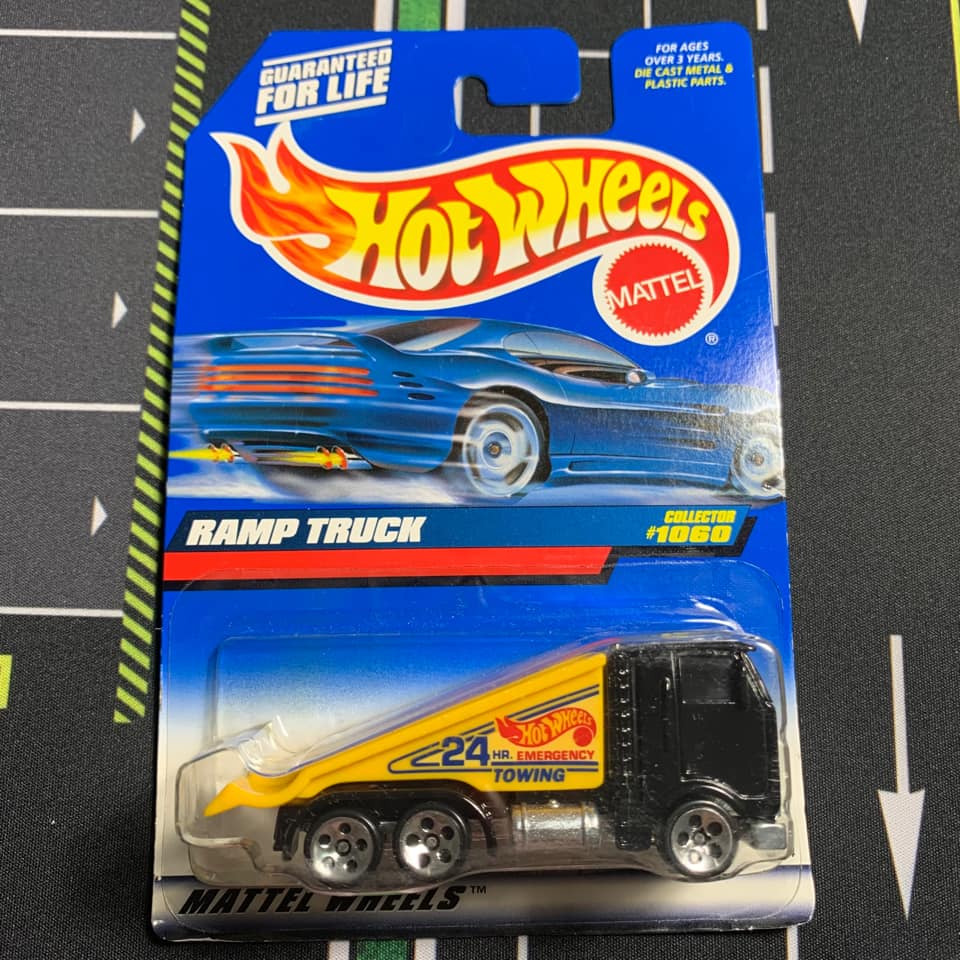 GUARANTEED
FOR LIFE
FOR AGES
OVER 3 YEARS.
DIE CAST METAL &
PLASTIC PARTS.
HOT WHEELS
MATTEL
®
RAMP TRUCK
COLLECTOR
#1060
HOT WHEELS
24 HR. EMERGENCY
TOWING
MATTEL WHEELS™